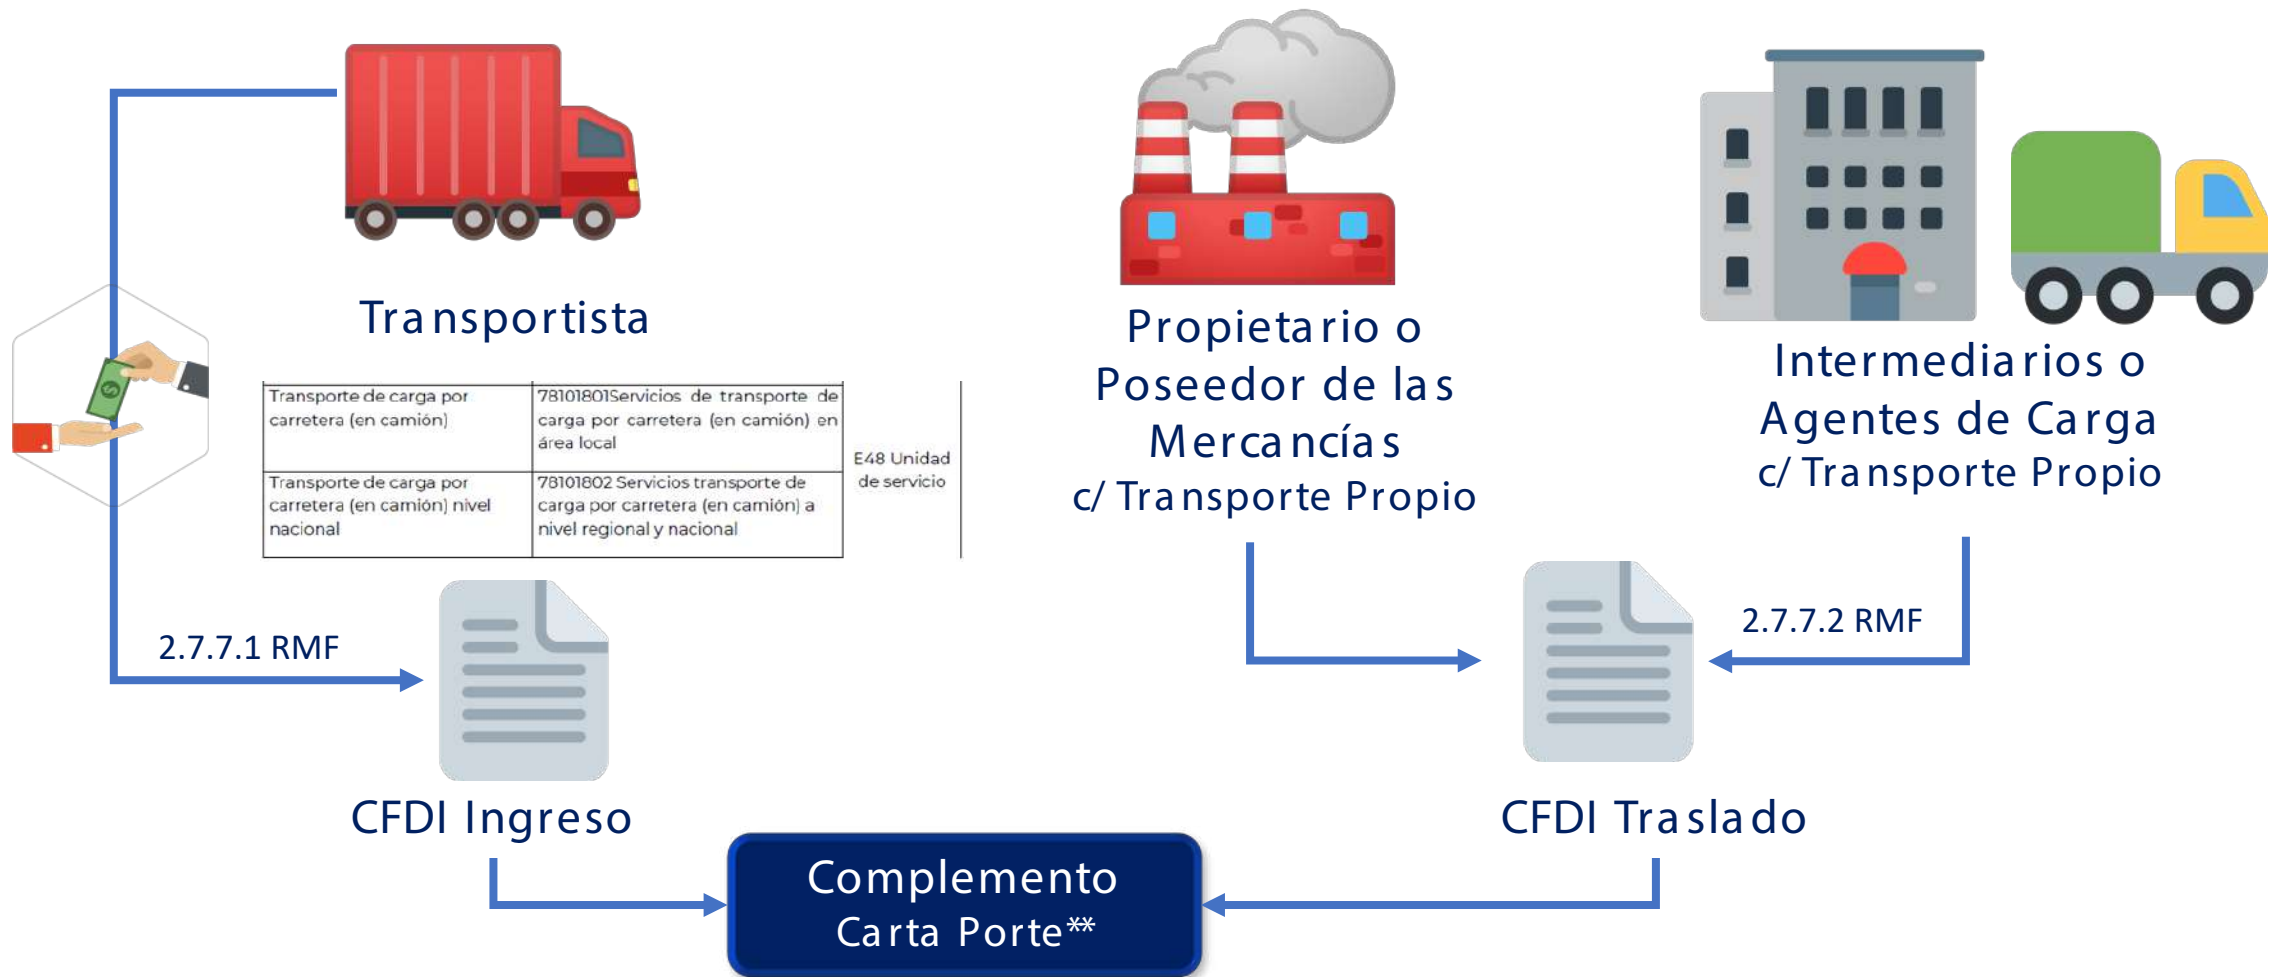 Transportista
Transporte de carga por
carretera (en camión)
78101801Servicios de transporte de
carga por carretera (en camión) en
área local
Transporte de carga por
carretera (en camión) nivel
nacional
78101802 Servicios transporte de
carga por carretera (en camión) a
nivel regional y nacional
E48 Unidad
de servicio
2.7.7.1 RMF
CFDI Ingreso
Propietario o
Poseedor de las
Mercancías
c/ Transporte Propio
Intermediarios o
Agentes de Carga
c/ Transporte Propio
2.7.7.2 RMF
CFDI Traslado
Complemento
Carta Porte**